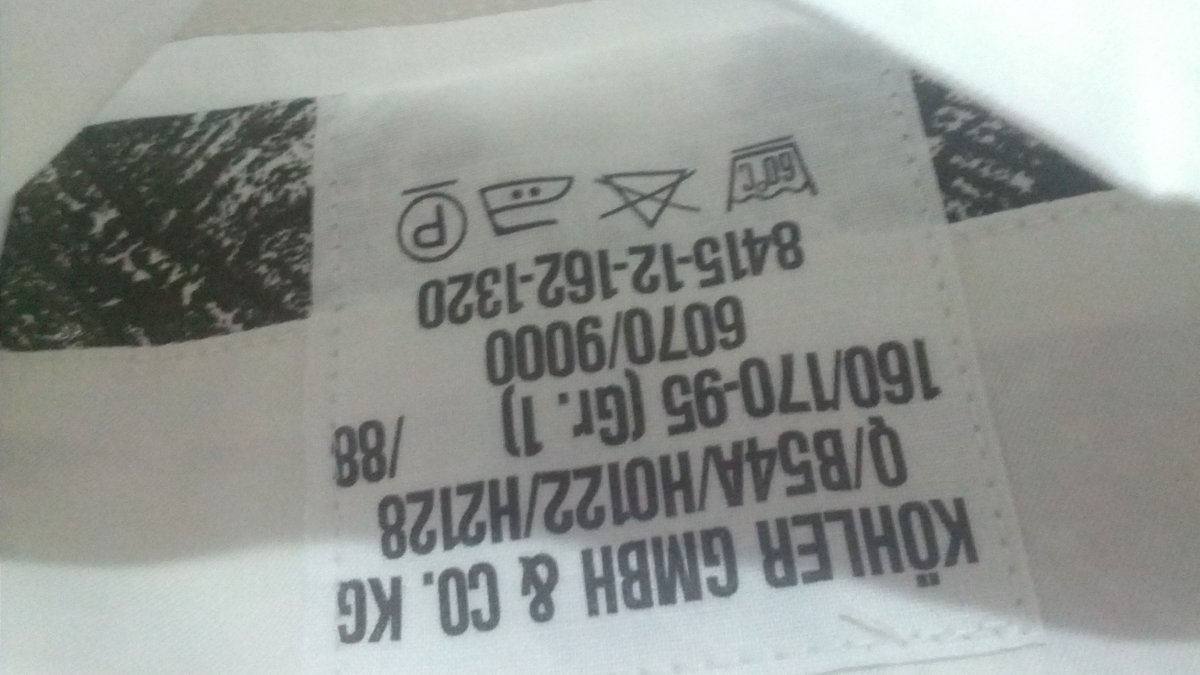 KÖHLER GMBH & CO. KG
Q/B54A/H0122/H2128
160/170-95 (Gr. 1) /88
6070/9000
8415-12-162-1320
60°C P